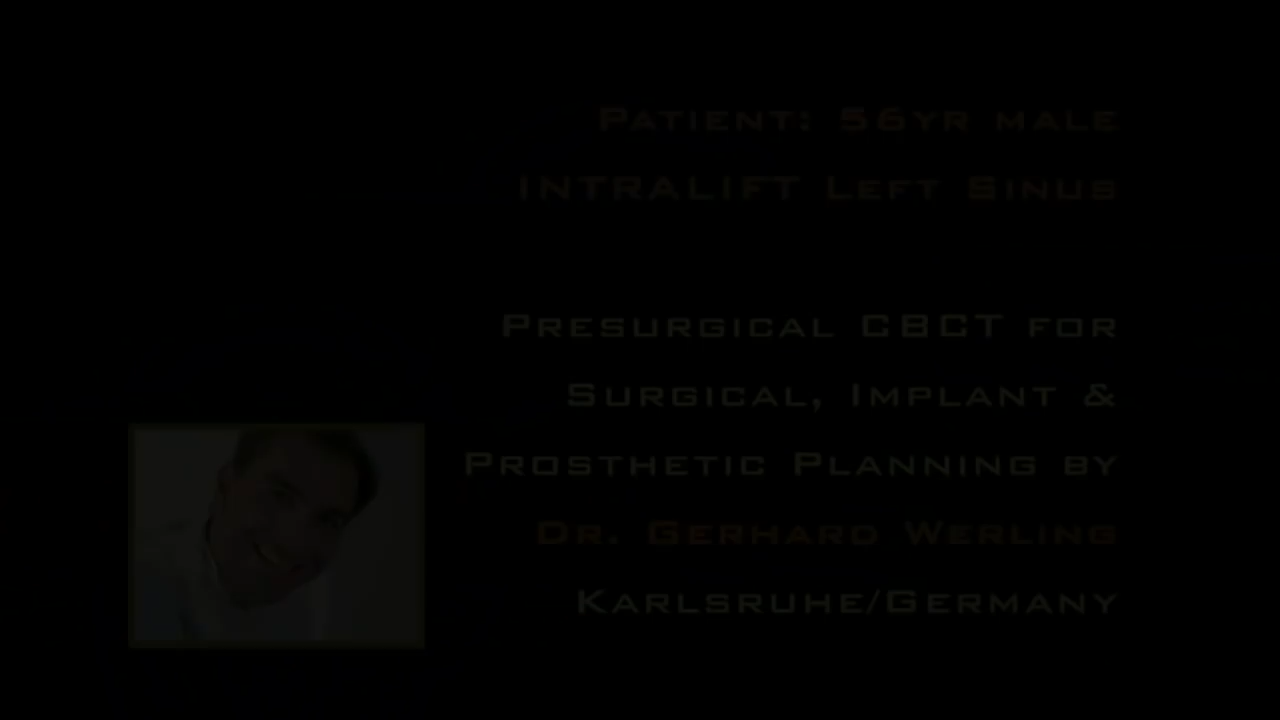 Patient: 56yr male
INTRALIFT Left Sinus
Presurgical CBCT for
Surgical, Implant &
Prosthetic Planning by
Dr. Gerhard Werling
Karlsruhe/Germany